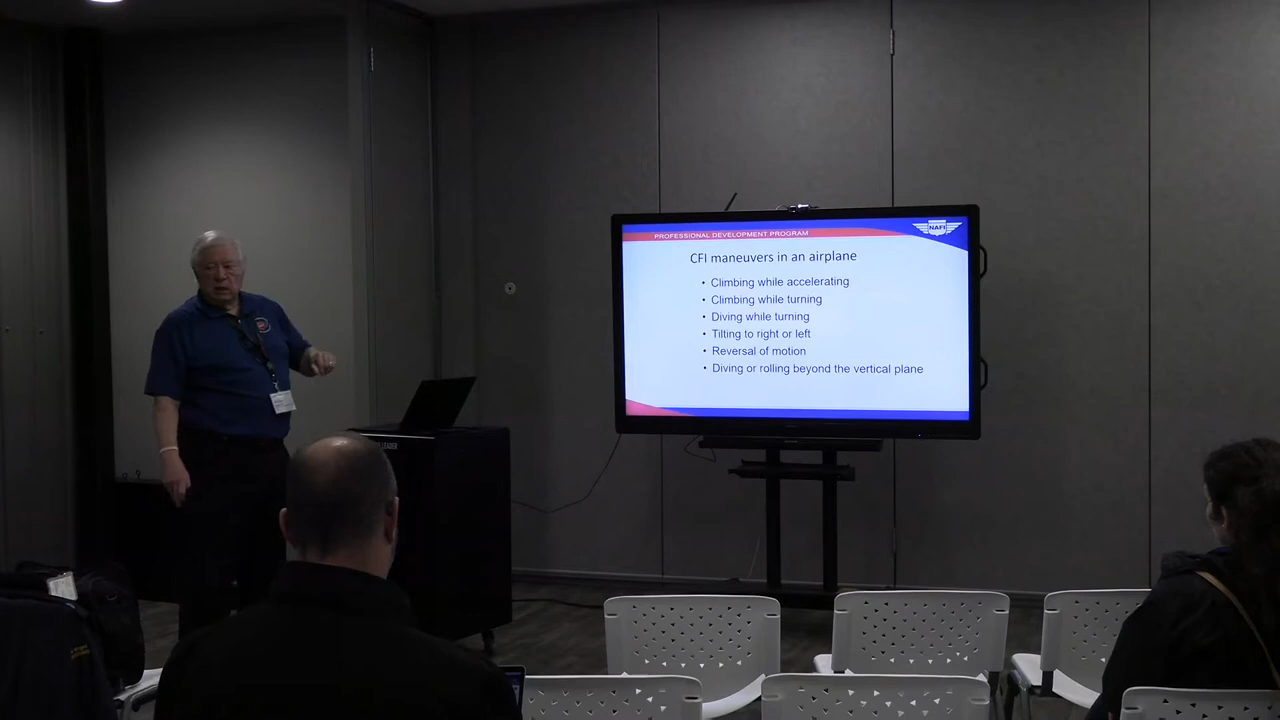 PROFESSIONAL DEVELOPMENT PROGRAM
NAFI
CFI maneuvers in an airplane
• Climbing while accelerating
• Climbing while turning
• Diving while turning
• Tilting to right or left
• Reversal of motion
• Diving or rolling beyond the vertical plane